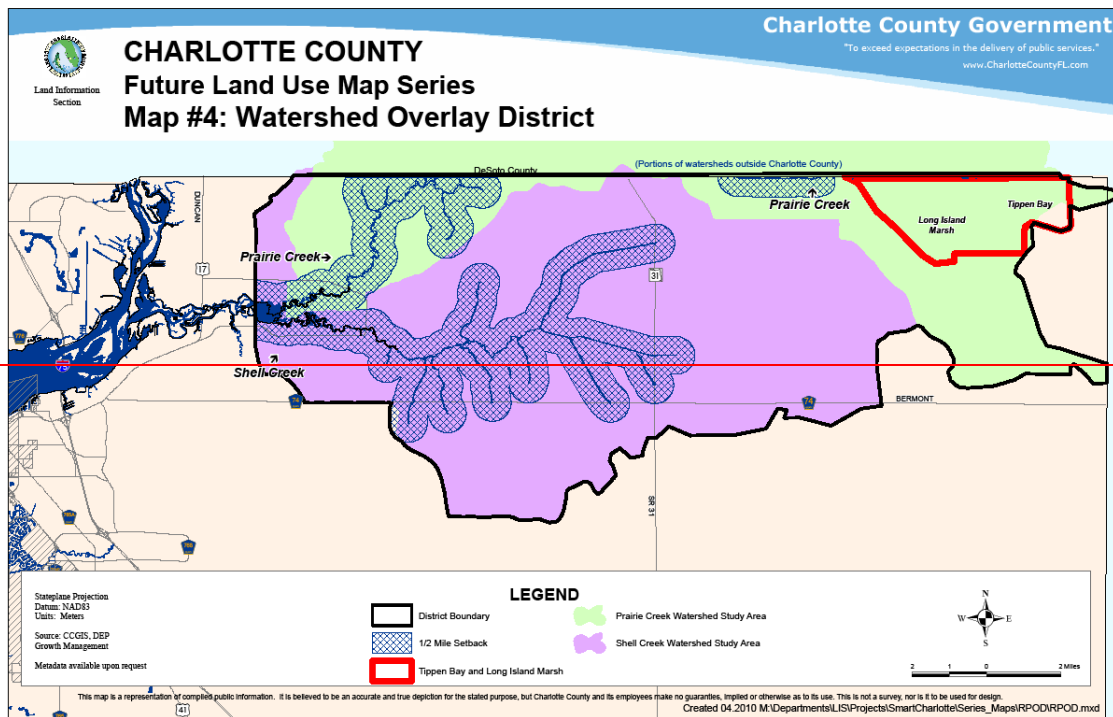 Charlotte County Government
"To exceed expectations in the delivery of public services."
www.CharlotteCountyFL.com
Land Information
Section
CHARLOTTE COUNTY
Future Land Use Map Series
Map #4: Watershed Overlay District
(Portions of watersheds outside Charlotte County)
DeSoto County
DUNCAN
Prairie Creek
Long Island
Marsh
Tippen Bay
Prairie Creek
17
31
Shell Creek
74
74
BERMONT
SR 31
LEGEND
Stateplane Projection
Datum: NAD83
Units: Meters
Source: CCGIS, DEP
Growth Management
Metadata available upon request
District Boundary
1/2 Mile Setback
Tippen Bay and Long Island Marsh
Prairie Creek Watershed Study Area
Shell Creek Watershed Study Area
N
W
E
S
2 1 0 2 Miles
This map is a representation of compiled public information. It is believed to be an accurate and true depiction for the stated purpose, but Charlotte County and its employees make no guarantees, implied or otherwise as to its use. This is not a survey, nor is it to be used for design.
Created 04.2010 M:\Departments\LIS\Projects\SmartCharlotte\Series_Maps\RPOD\RPOD.mxd
41